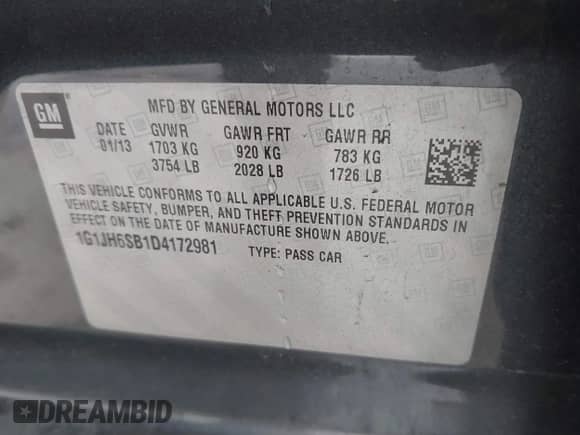 GM
MFD BY GENERAL MOTORS LLC
DATE GVWR GAWR FRT GAWR RR
01/13 1703 KG 920 KG 783 KG
3754 LB 2028 LB 1726 LB
THIS VEHICLE CONFORMS TO ALL APPLICABLE U.S. FEDERAL MOTOR
VEHICLE SAFETY, BUMPER, AND THEFT PREVENTION STANDARDS IN
EFFECT ON THE DATE OF MANUFACTURE SHOWN ABOVE.
1G1JH6SB1D4172981 TYPE: PASS CAR
DREAMBID